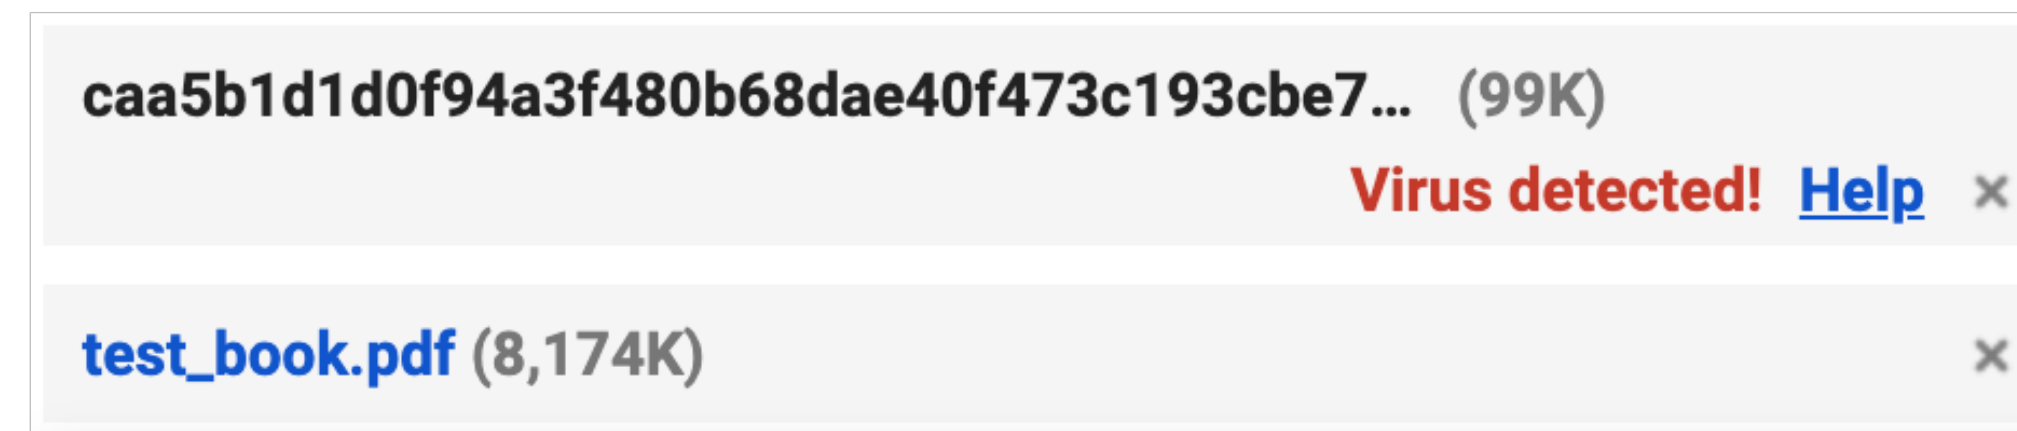 caa5b1d1d0f94a3f480b68dae40f473c193cbe7... (99K)
Virus detected! Help ×
test_book.pdf (8,174K) ×